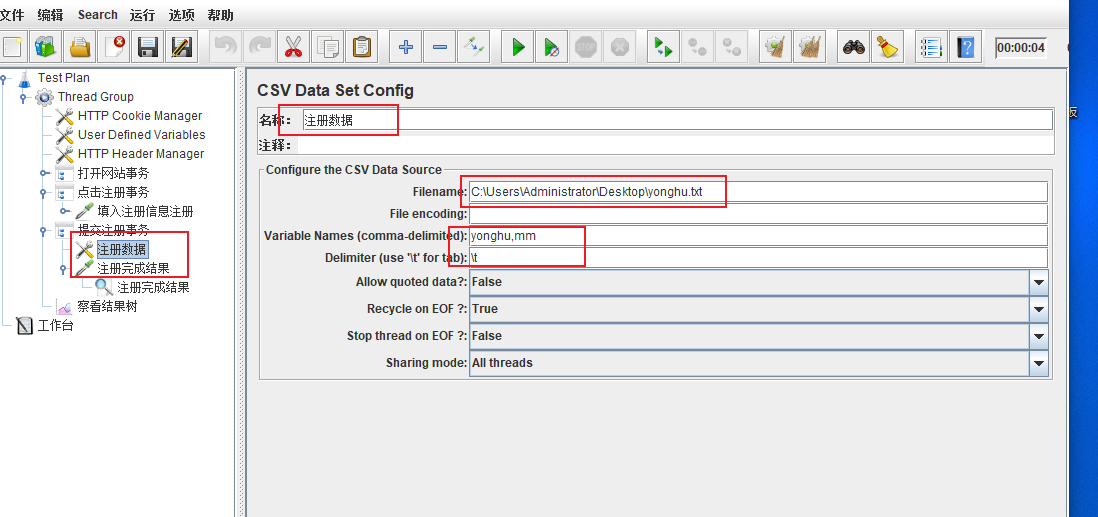 文件 编辑 Search 运行 选项 帮助
STOP
00:00:04
Test Plan
Thread Group
HTTP Cookie Manager
User Defined Variables
HTTP Header Manager
打开网站事务
点击注册事务
填入注册信息注册
提交注册事务
注册数据
注册完成结果
注册完成结果
察看结果树
工作台
CSV Data Set Config
名称: 注册数据
注释:
Configure the CSV Data Source
Filename: C:\Users\Administrator\Desktop\yonghu.txt
File encoding:
Variable Names (comma-delimited): yonghu,mm
Delimiter (use '\t' for tab): \t
Allow quoted data?: False
Recycle on EOF ?: True
Stop thread on EOF ?: False
Sharing mode: All threads